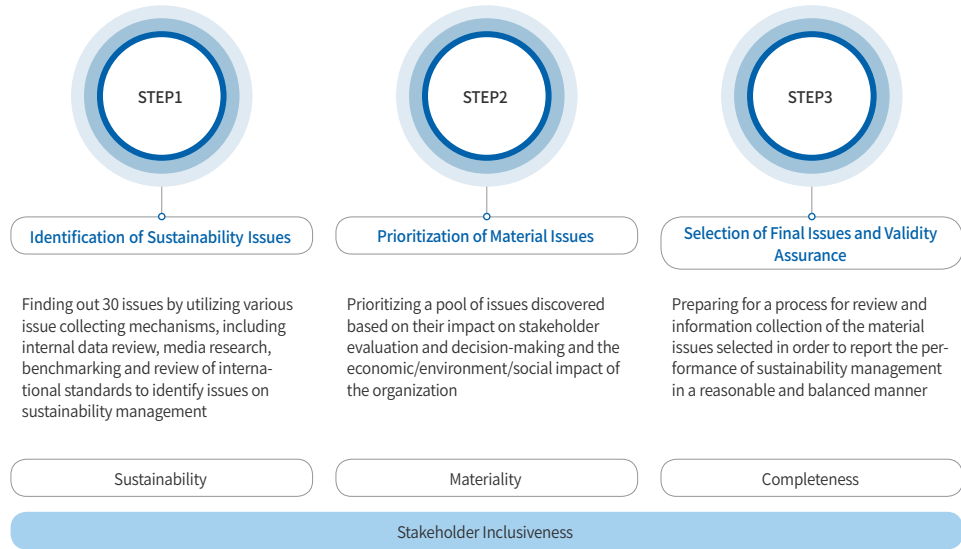 STEP1
STEP2
STEP3
Identification of Sustainability Issues
Prioritization of Material Issues
Selection of Final Issues and Validity
Assurance
Finding out 30 issues by utilizing various
issue collecting mechanisms, including
internal data review, media research,
benchmarking and review of interna-
tional standards to identify issues on
sustainability management
Prioritizing a pool of issues discovered
based on their impact on stakeholder
evaluation and decision-making and the
economic/environment/social impact of
the organization
Preparing for a process for review and
information collection of the material
issues selected in order to report the per-
formance of sustainability management
in a reasonable and balanced manner
Sustainability
Materiality
Completeness
Stakeholder Inclusiveness